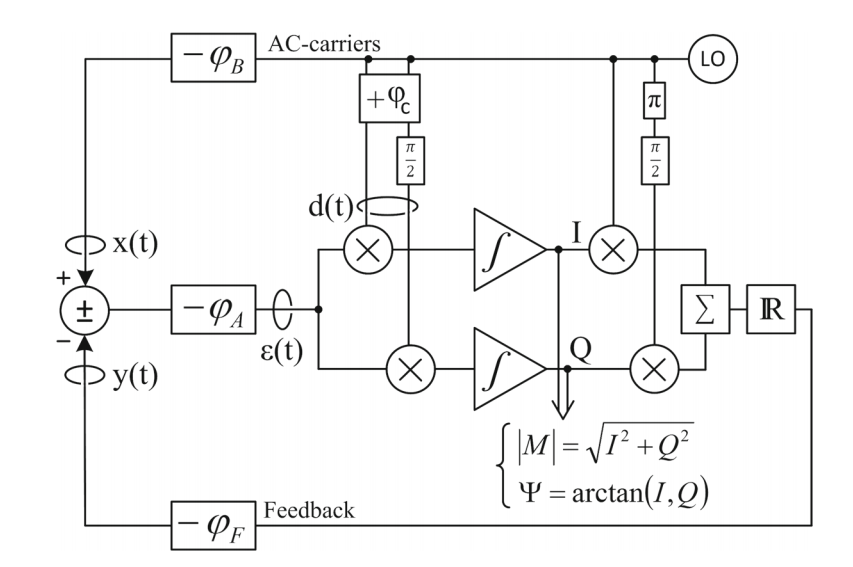 −φ_B
AC-carriers
LO
+φ_c
π
π/2
π/2
d(t)
x(t)
I
+
±
−φ_A
ε(t)
∑
ℝ
−
Q
y(t)
|M| = √(I² + Q²)
Ψ = arctan(I,Q)
Feedback
−φ_F